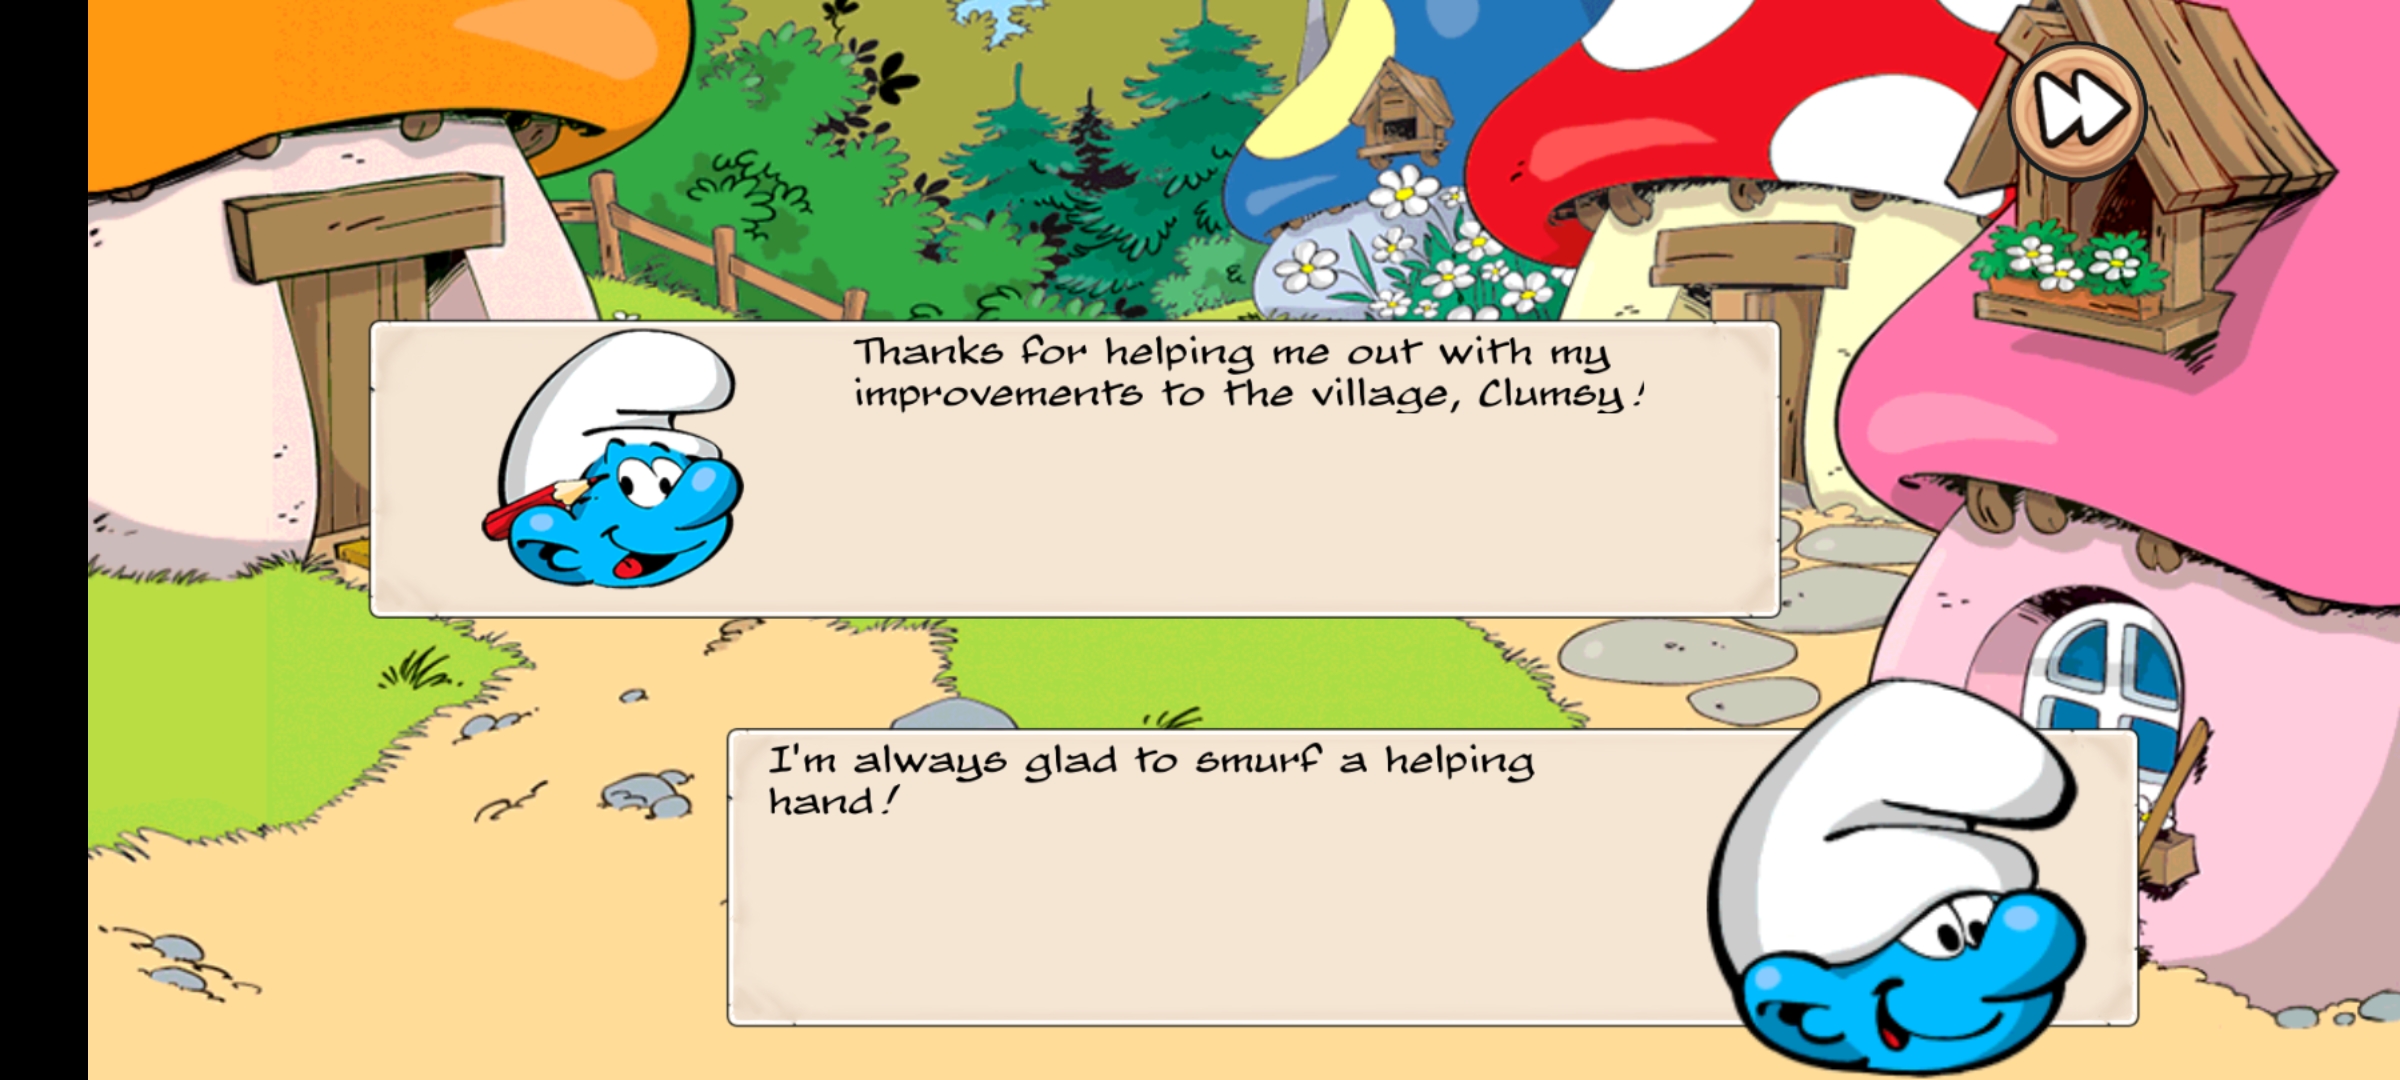 Thanks for helping me out with my
improvements to the village, Clumsy!
I'm always glad to smurf a helping
hand!